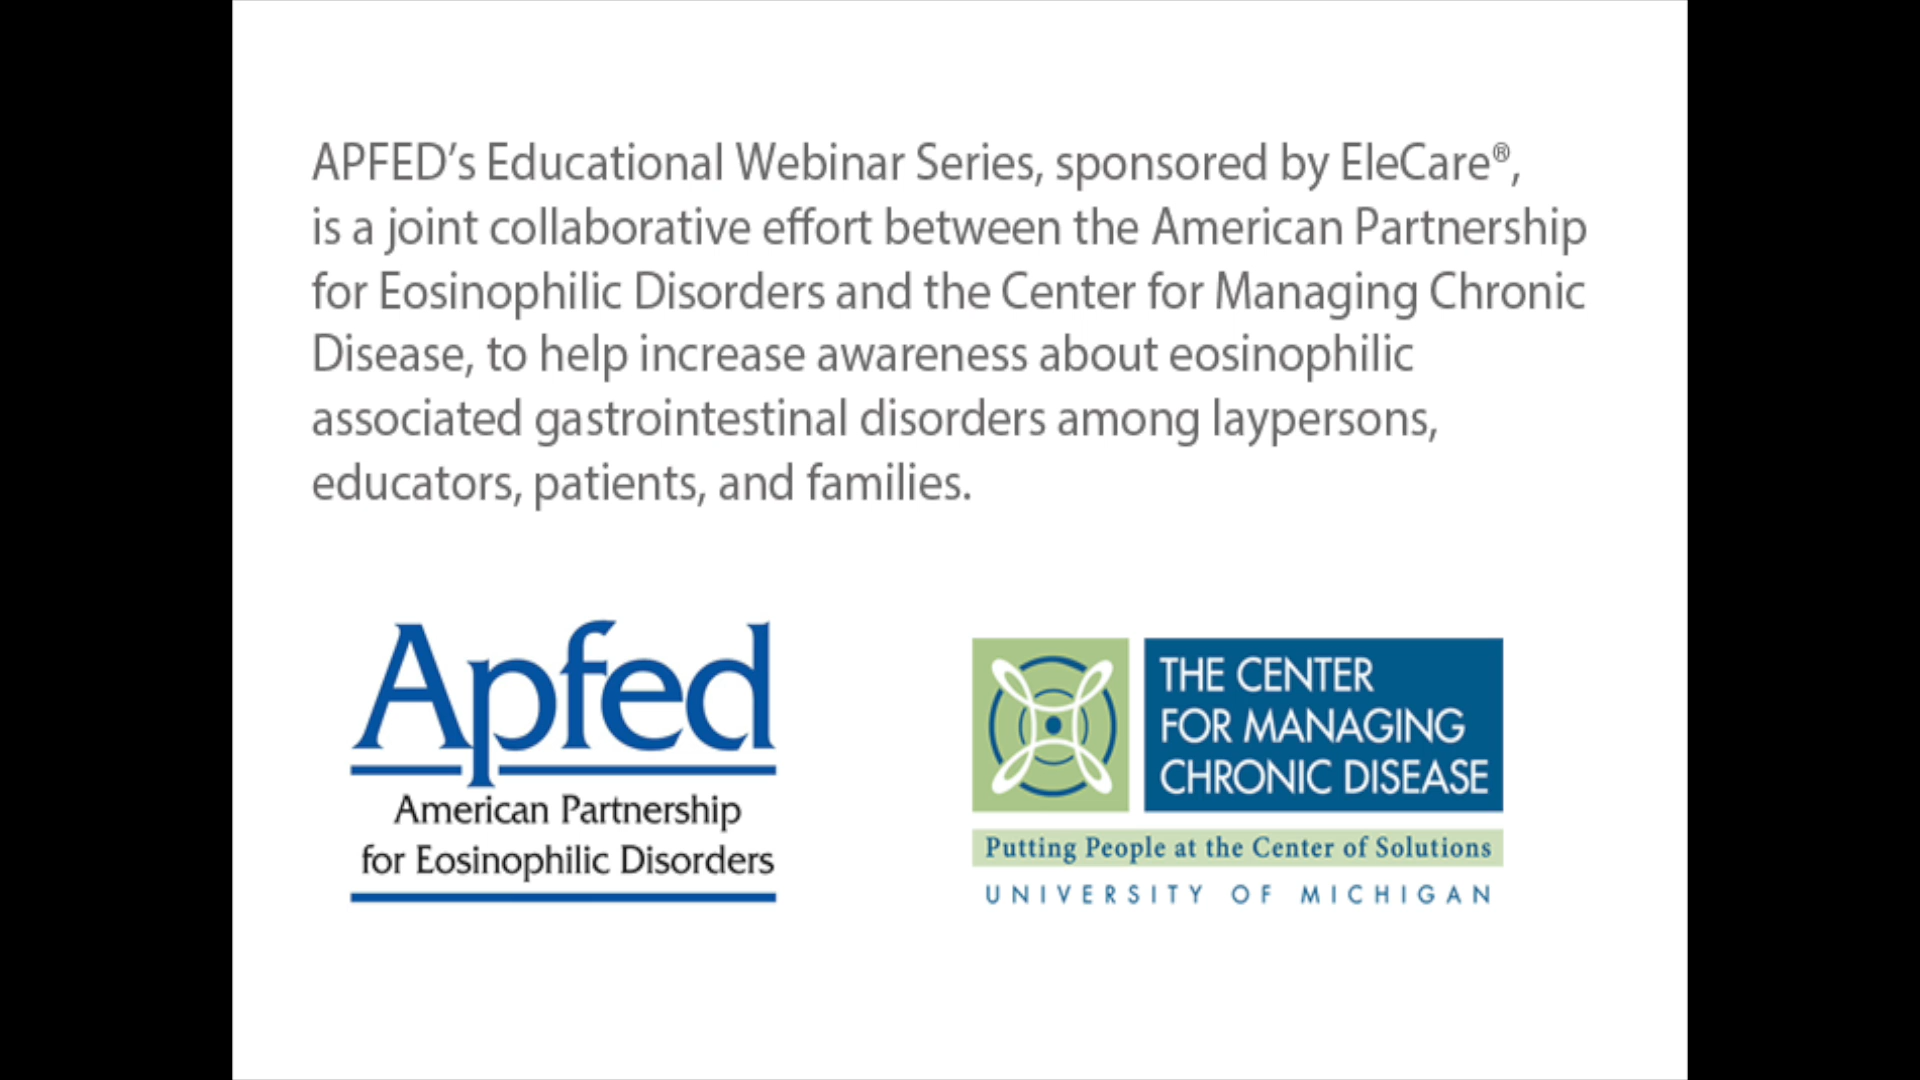 APFED’s Educational Webinar Series, sponsored by EleCare®,
is a joint collaborative effort between the American Partnership
for Eosinophilic Disorders and the Center for Managing Chronic
Disease, to help increase awareness about eosinophilic
associated gastrointestinal disorders among laypersons,
educators, patients, and families.
Apfed
American Partnership
for Eosinophilic Disorders
THE CENTER
FOR MANAGING
CHRONIC DISEASE
Putting People at the Center of Solutions
UNIVERSITY OF MICHIGAN